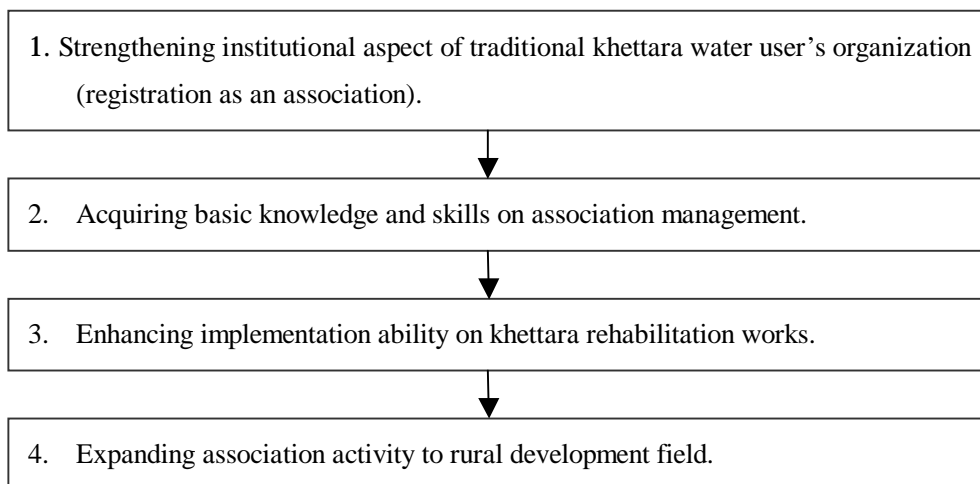 1. Strengthening institutional aspect of traditional khettara water user’s organization
(registration as an association).
2. Acquiring basic knowledge and skills on association management.
3. Enhancing implementation ability on khettara rehabilitation works.
4. Expanding association activity to rural development field.